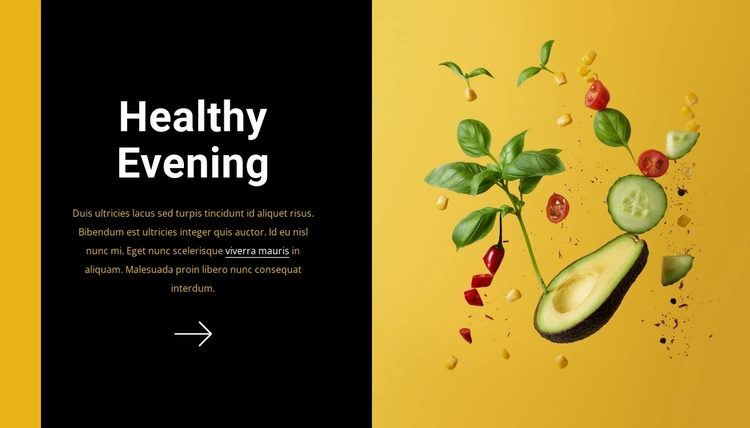 Healthy
Evening
Duis ultricies lacus sed turpis tincidunt id aliquet risus.
Bibendum est ultricies integer quis auctor. Id eu nisl
nunc mi. Eget nunc scelerisque viverra mauris in
aliquam. Malesuada proin libero nunc consequat
interdum.